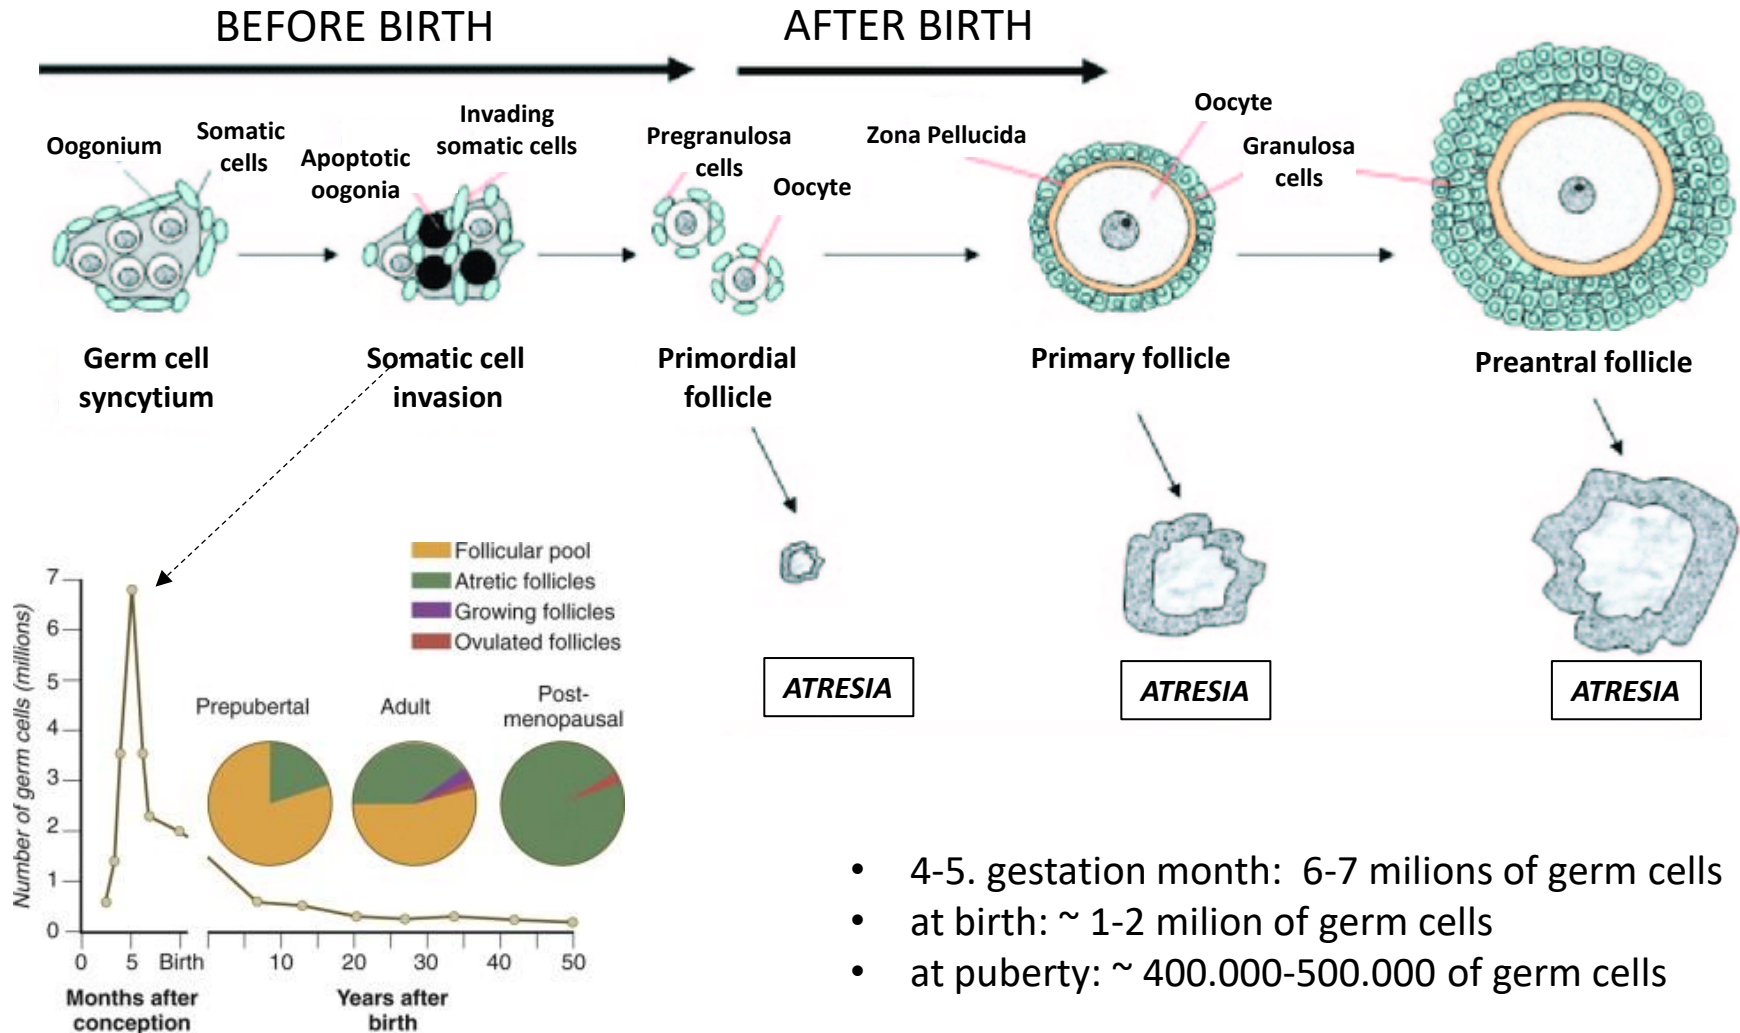 BEFORE BIRTH
AFTER BIRTH
Oogonium
Somatic
cells
Apoptotic
oogonia
Invading
somatic cells
Pregranulosa
cells
Oocyte
Zona Pellucida
Oocyte
Granulosa
cells
Germ cell
syncytium
Somatic cell
invasion
Primordial
follicle
Primary follicle
Preantral follicle
ATRESIA
ATRESIA
ATRESIA
Follicular pool
Atretic follicles
Growing follicles
Ovulated follicles
Prepubertal
Adult
Post-
menopausal
Number of germ cells (millions)
7
6
5
4
3
2
1
0
0 5 Birth 10 20 30 40 50
Months after
conception
Years after
birth
• 4-5. gestation month: 6-7 milions of germ cells
• at birth: ~ 1-2 milion of germ cells
• at puberty: ~ 400.000-500.000 of germ cells